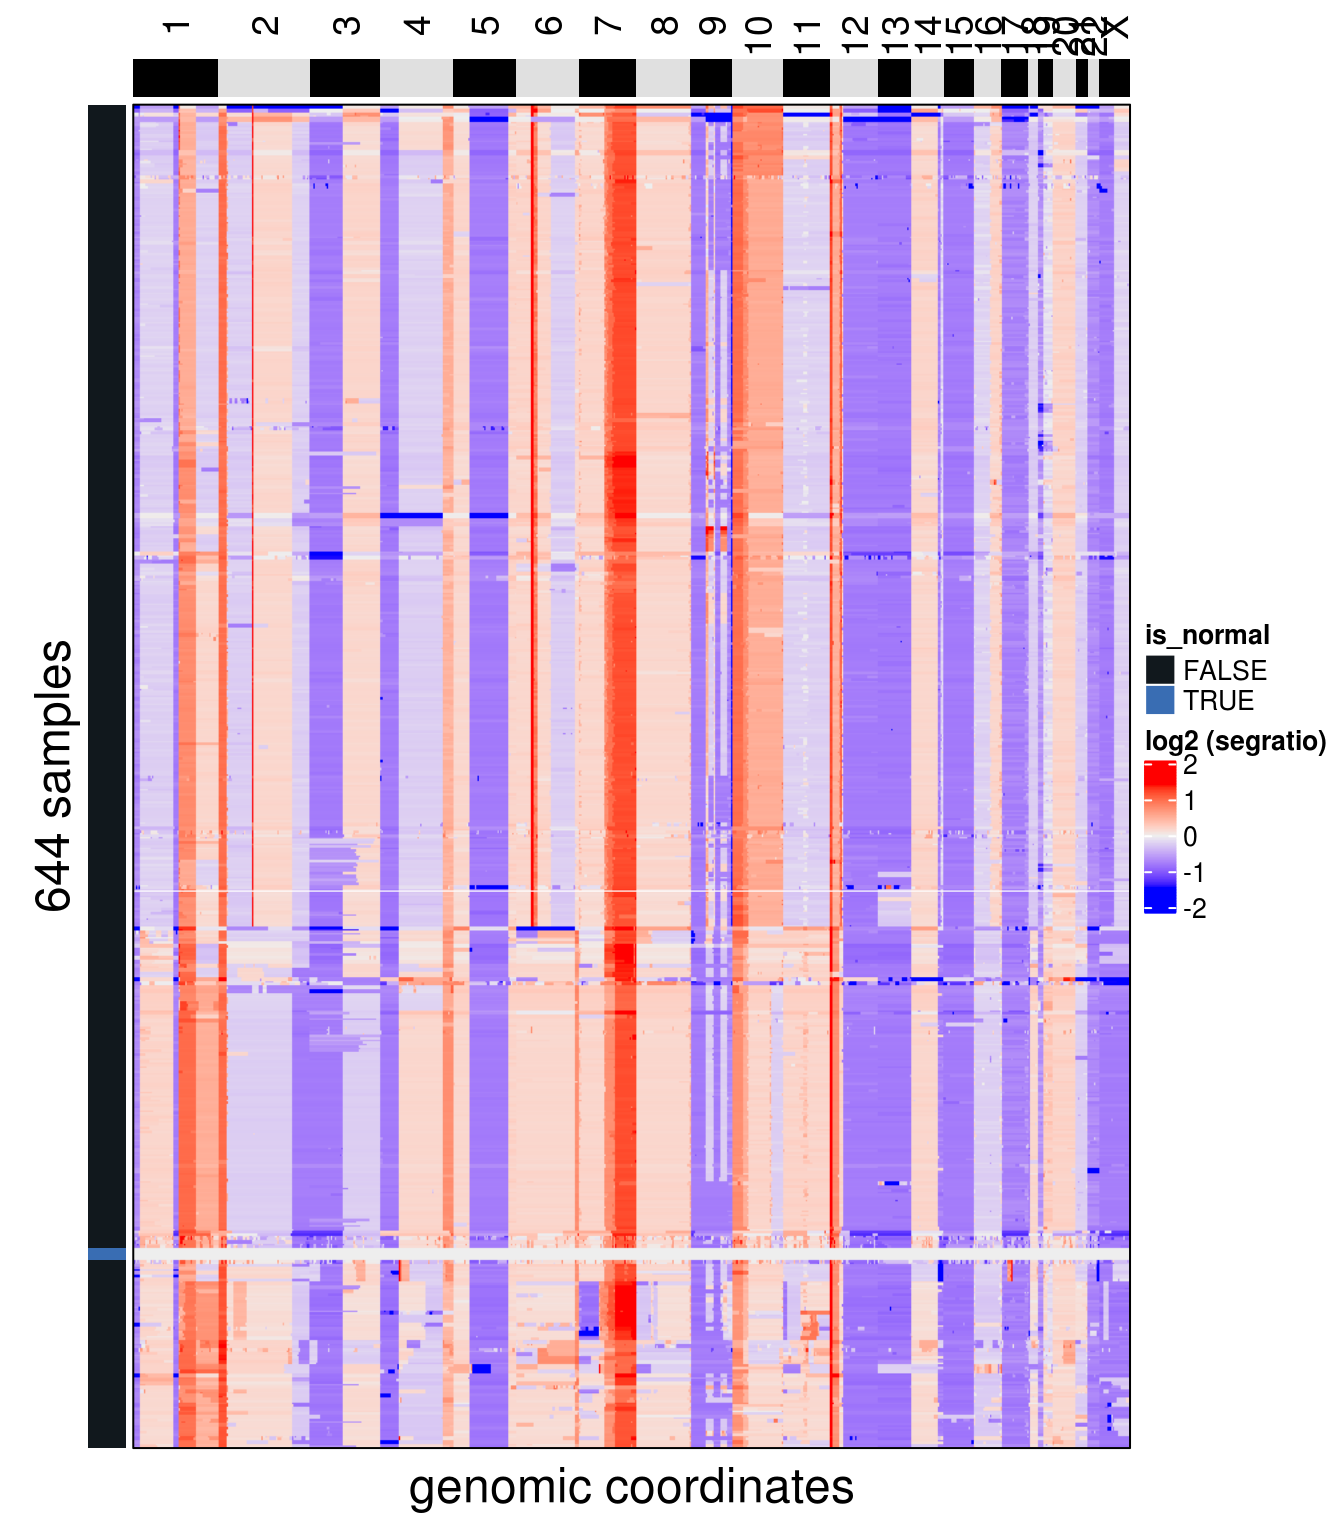 1 2 3 4 5 6 7 8 9 10 11 12 13 14 15 16 17 18 19 20 21 22 X
644 samples
is_normal
FALSE
TRUE
log2 (segratio)
2
1
0
-1
-2
genomic coordinates